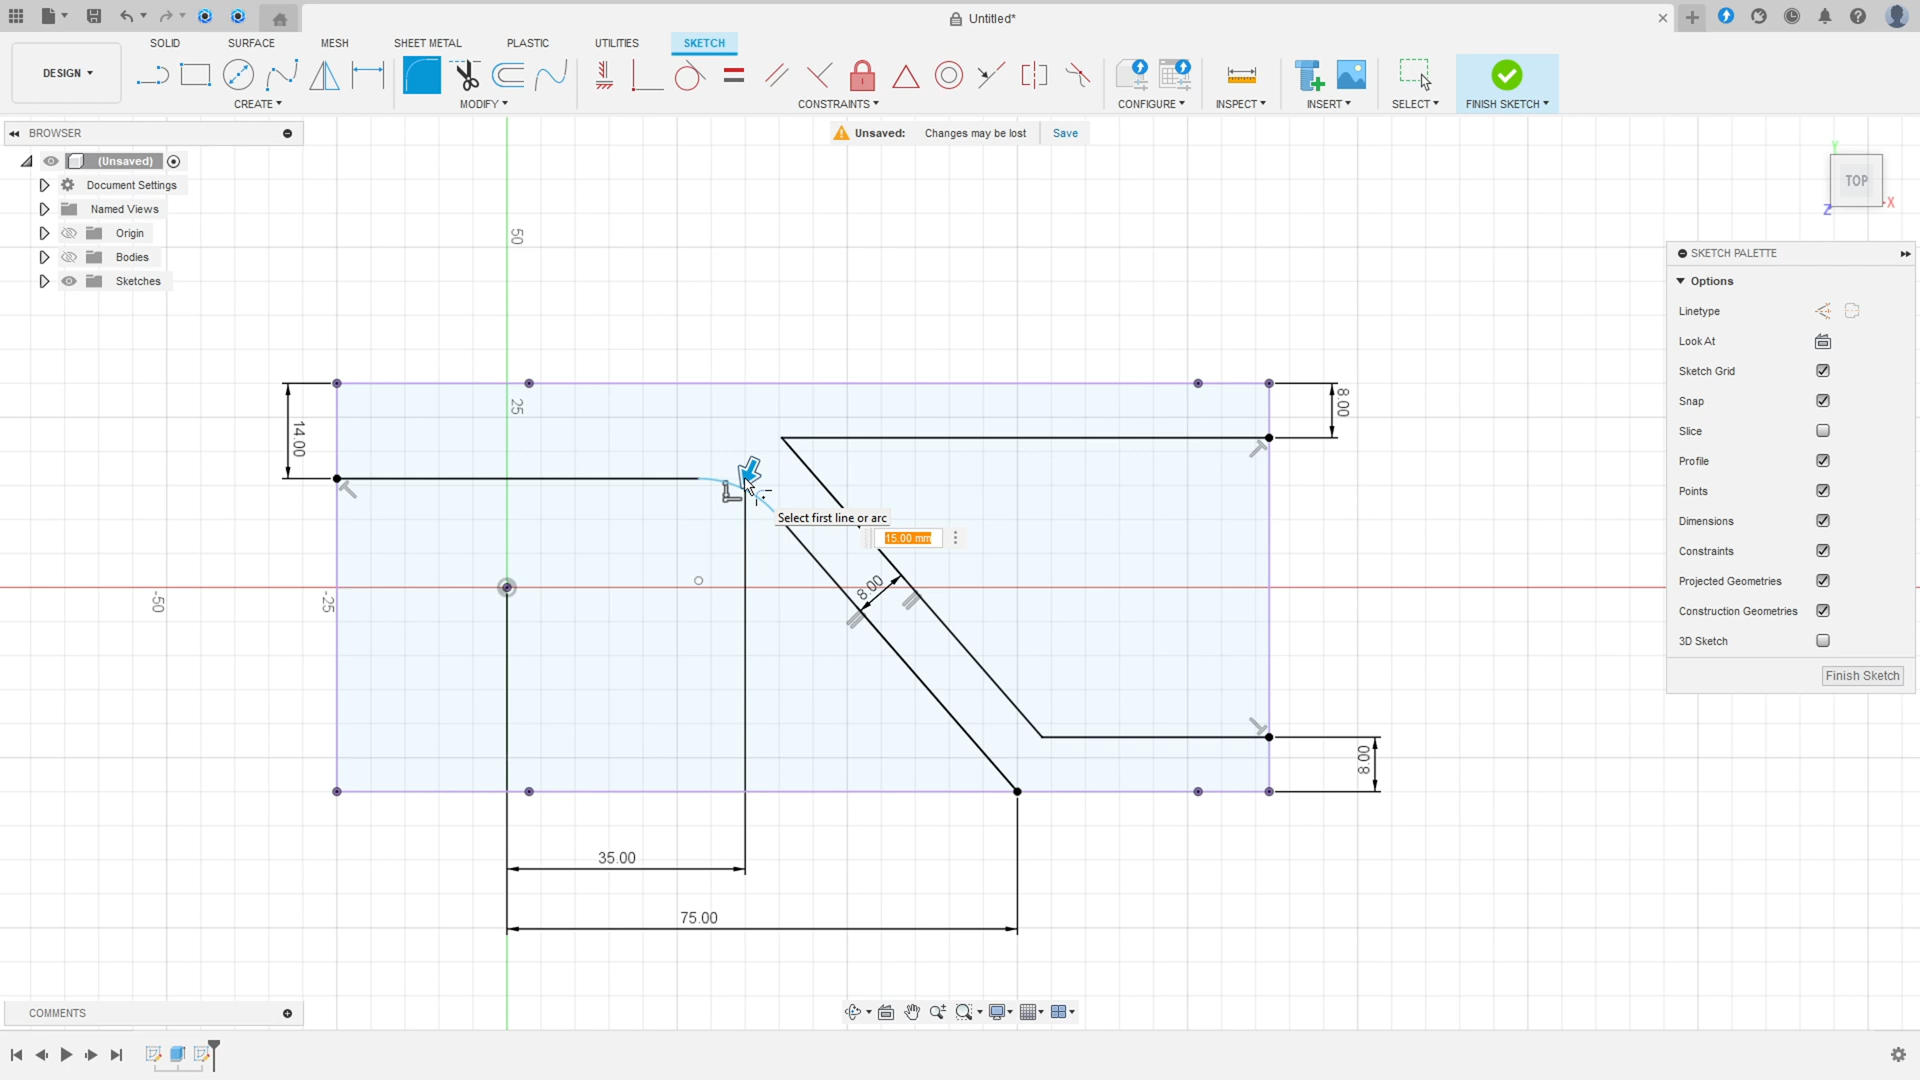 Untitled*
DESIGN
SOLID
SURFACE
MESH
SHEET METAL
PLASTIC
UTILITIES
SKETCH
CREATE
MODIFY
CONSTRAINTS
CONFIGURE
INSPECT
INSERT
SELECT
FINISH SKETCH
BROWSER
Unsaved: Changes may be lost Save
(Unsaved)
Document Settings
Named Views
Origin
Bodies
Sketches
TOP
Y
X
Z
SKETCH PALETTE
Options
Linetype
Look At
Sketch Grid
Snap
Slice
Profile
Points
Dimensions
Constraints
Projected Geometries
Construction Geometries
3D Sketch
Finish Sketch
50
25
14.00
8.00
Select first line or arc
15.00 mm
8.00
-50
-25
8.00
35.00
75.00
COMMENTS